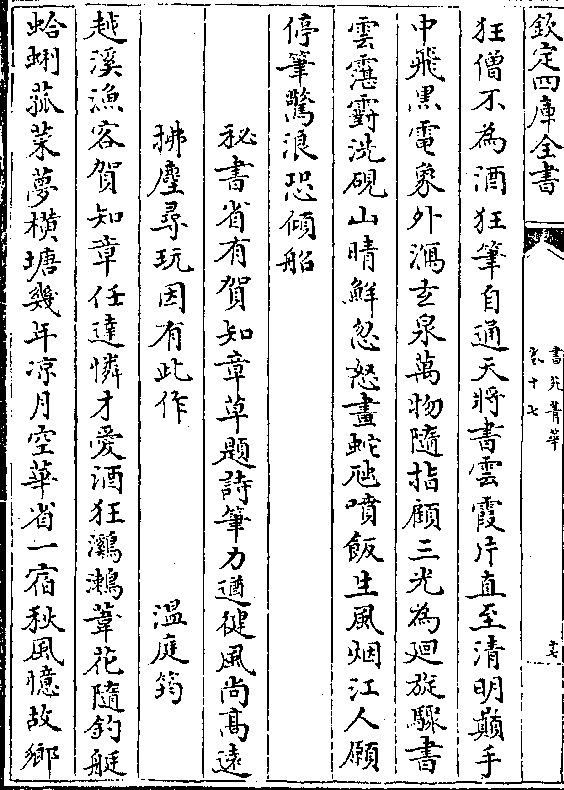 欽定四庫全書
書苑菁華
卷十七
狂僧不為酒狂筆自通天將書雲霞片直至清明巔手
中飛黑電象外瀉玄泉萬物隨指顧三光為廻旋驟書
雲霮䨴洗硯山晴鮮忽怒畫蛇虺噴飯生風烟江人願
停筆驚浪恐傾船
秘書省有賀知章草題詩筆力遒健風尚高遠
拂塵尋玩因有此作 溫庭筠
越溪漁客賀知章任達憐才愛酒狂鸂鶒葦花隨釣艇
蛤蜊菰菜夢橫塘幾年凉月空華省一宿秋風憶故鄉